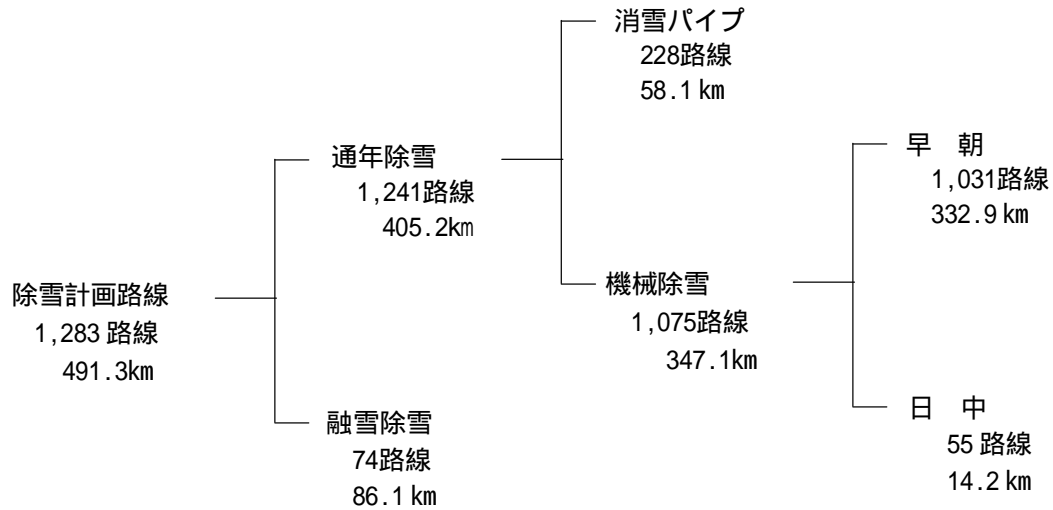 消雪パイプ
228路線
58.1 km
早　朝
1,031路線
332.9 km
通年除雪
1,241路線
405.2km
除雪計画路線
1,283 路線
491.3km
機械除雪
1,075路線
347.1km
融雪除雪
74路線
86.1 km
日　中
55 路線
14.2 km